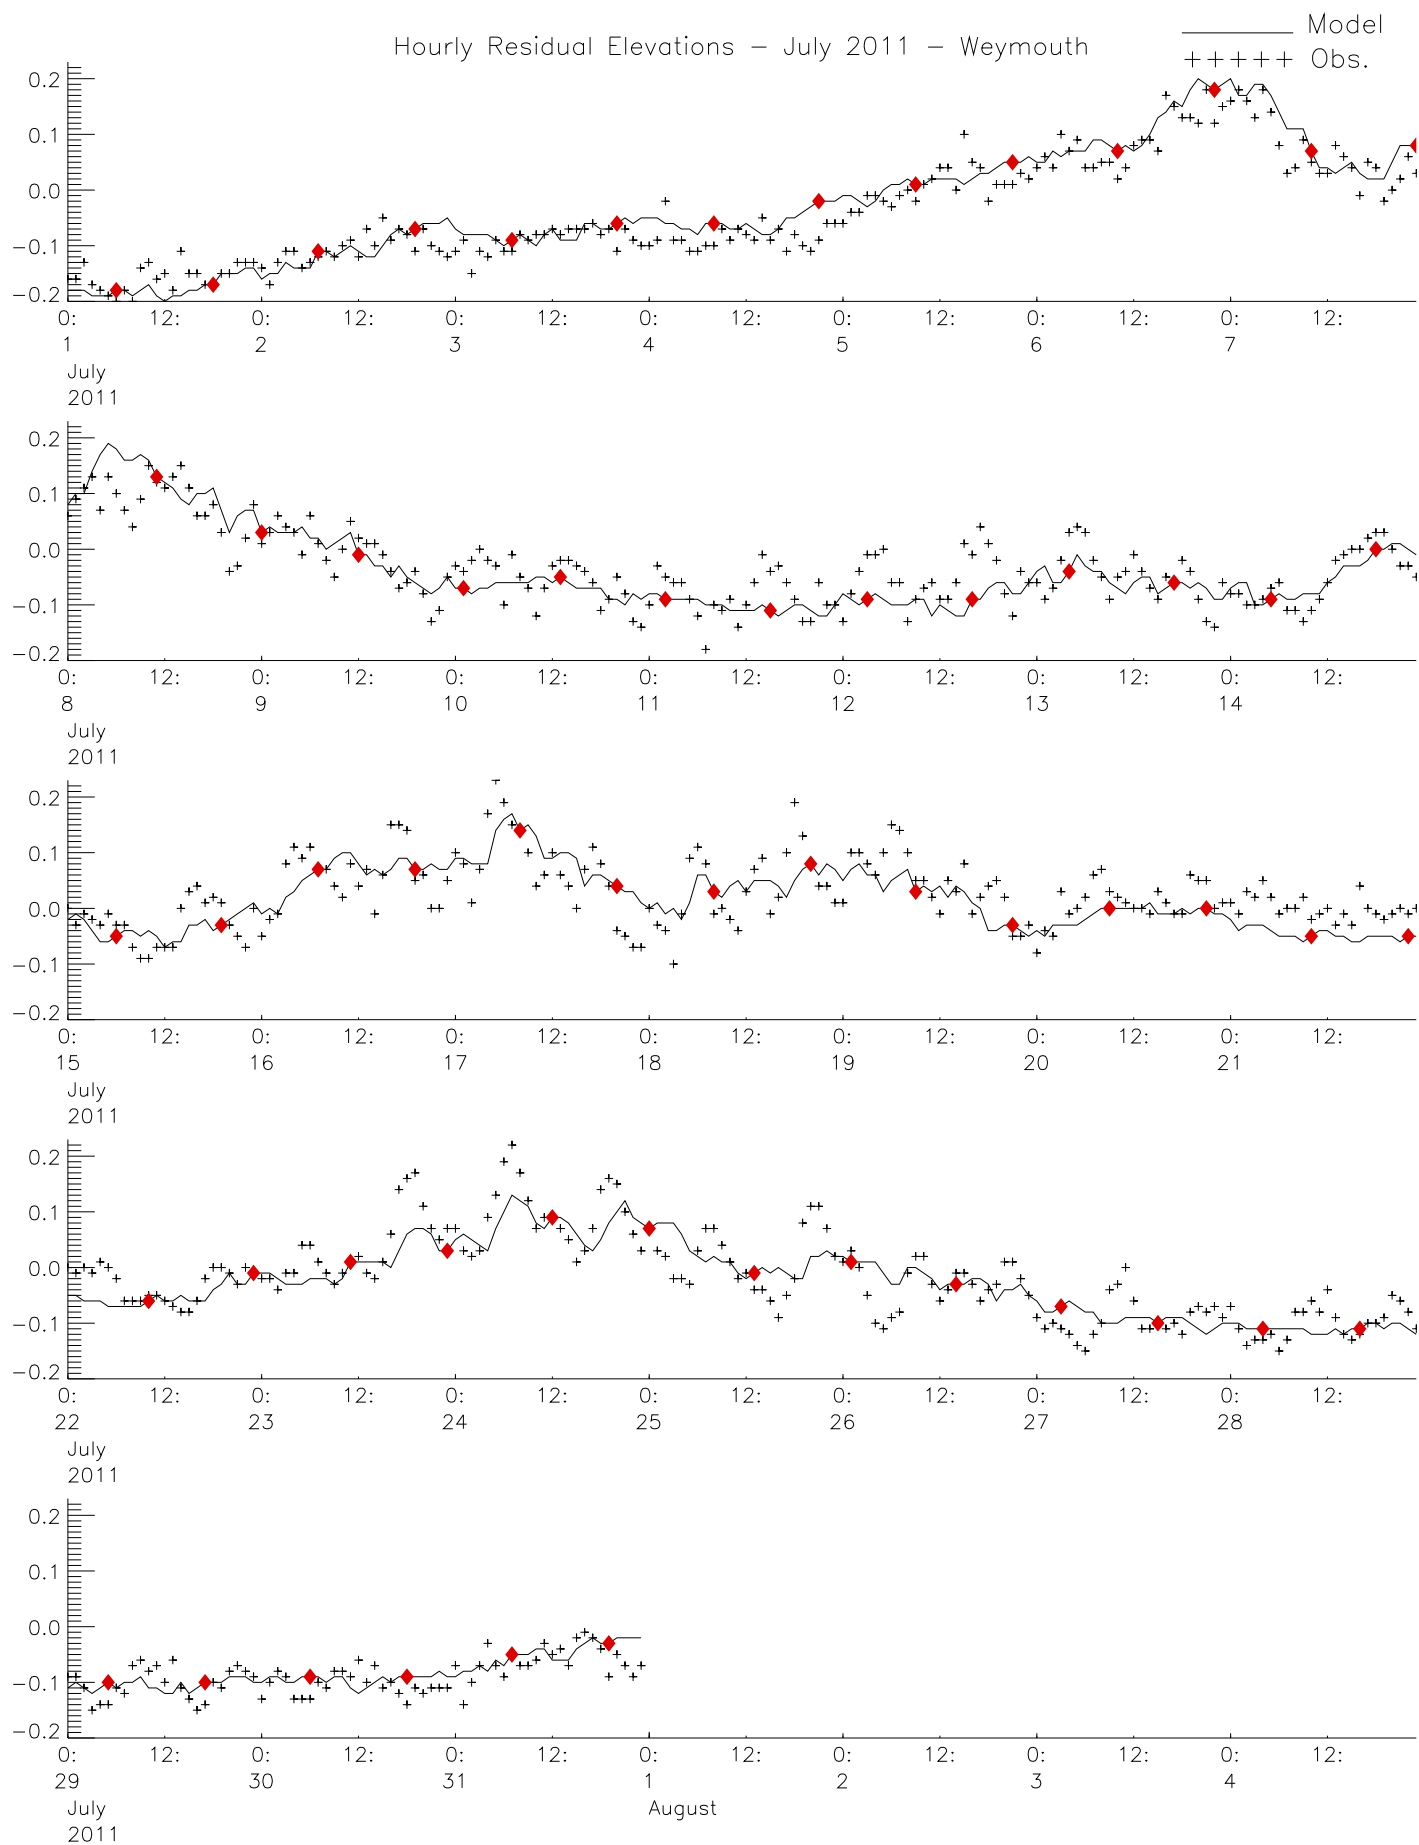 Hourly Residual Elevations – July 2011 – Weymouth
Model
+++++ Obs.
0.2
0.1
0.0
−0.1
−0.2
0: 12: 0: 12: 0: 12: 0: 12: 0: 12: 0: 12: 0: 12:
1 2 3 4 5 6 7
July
2011
0.2
0.1
0.0
−0.1
−0.2
0: 12: 0: 12: 0: 12: 0: 12: 0: 12: 0: 12: 0: 12:
8 9 10 11 12 13 14
July
2011
0.2
0.1
0.0
−0.1
−0.2
0: 12: 0: 12: 0: 12: 0: 12: 0: 12: 0: 12: 0: 12:
15 16 17 18 19 20 21
July
2011
0.2
0.1
0.0
−0.1
−0.2
0: 12: 0: 12: 0: 12: 0: 12: 0: 12: 0: 12: 0: 12:
22 23 24 25 26 27 28
July
2011
0.2
0.1
0.0
−0.1
−0.2
0: 12: 0: 12: 0: 12: 0: 12: 0: 12: 0: 12: 0: 12:
29 30 31 1 2 3 4
July August
2011